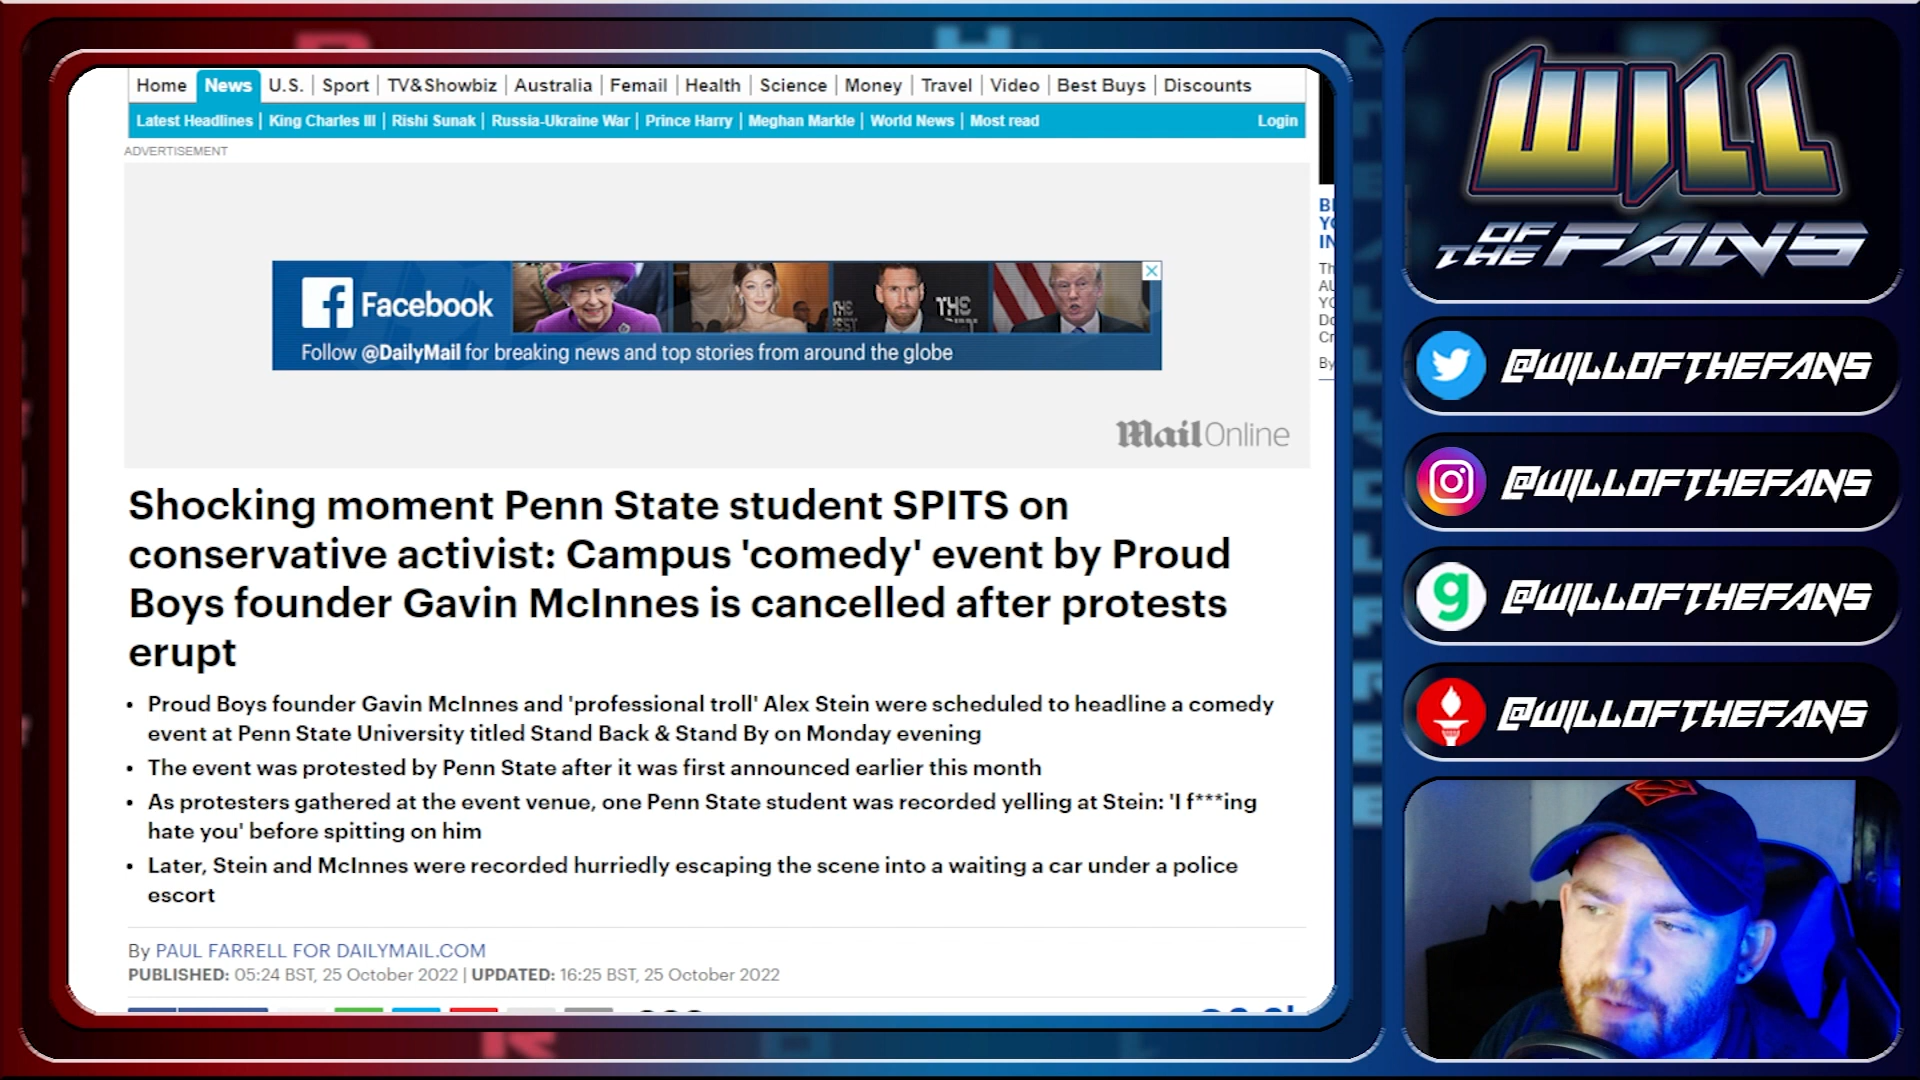 Home News U.S. Sport TV&Showbiz Australia Femail Health Science Money Travel Video Best Buys Discounts
Latest Headlines King Charles III Rishi Sunak Russia-Ukraine War Prince Harry Meghan Markle World News Most read Login
ADVERTISEMENT
Facebook
Follow @DailyMail for breaking news and top stories from around the globe
Mail Online
Shocking moment Penn State student SPITS on
conservative activist: Campus 'comedy' event by Proud
Boys founder Gavin McInnes is cancelled after protests
erupt
• Proud Boys founder Gavin McInnes and 'professional troll' Alex Stein were scheduled to headline a comedy
event at Penn State University titled Stand Back & Stand By on Monday evening
• The event was protested by Penn State after it was first announced earlier this month
• As protesters gathered at the event venue, one Penn State student was recorded yelling at Stein: 'I f***ing
hate you' before spitting on him
• Later, Stein and McInnes were recorded hurriedly escaping the scene into a waiting a car under a police
escort
By PAUL FARRELL FOR DAILYMAIL.COM
PUBLISHED: 05:24 BST, 25 October 2022 | UPDATED: 16:25 BST, 25 October 2022
WILL
OF THE FANS
@WILLOFTHEFANS
@WILLOFTHEFANS
@WILLOFTHEFANS
@WILLOFTHEFANS